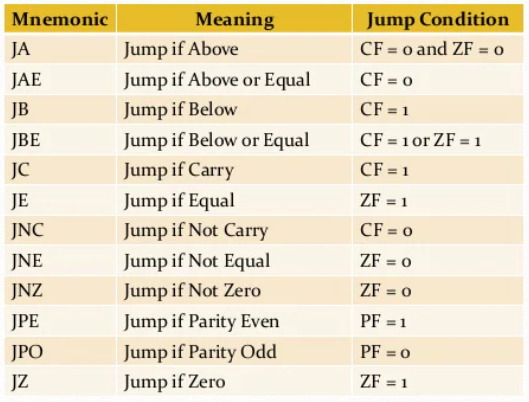 Mnemonic Meaning Jump Condition
JA Jump if Above CF = 0 and ZF = 0
JAE Jump if Above or Equal CF = 0
JB Jump if Below CF = 1
JBE Jump if Below or Equal CF = 1 or ZF = 1
JC Jump if Carry CF = 1
JE Jump if Equal ZF = 1
JNC Jump if Not Carry CF = 0
JNE Jump if Not Equal ZF = 0
JNZ Jump if Not Zero ZF = 0
JPE Jump if Parity Even PF = 1
JPO Jump if Parity Odd PF = 0
JZ Jump if Zero ZF = 1